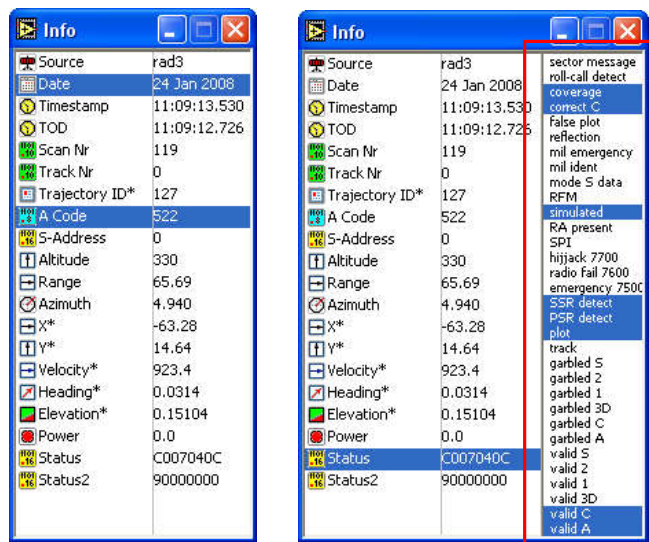 Info
Source rad3
Date 24 Jan 2008
Timestamp 11:09:13.530
TOD 11:09:12.726
Scan Nr 119
Track Nr 0
Trajectory ID* 127
A Code 522
S-Address 0
Altitude 330
Range 65.69
Azimuth 4.940
X* -63.28
Y* 14.64
Velocity* 923.4
Heading* 0.0314
Elevation* 0.15104
Power 0.0
Status C007040C
Status2 90000000
Info
Source rad3
Date 24 Jan 2008
Timestamp 11:09:13.530
TOD 11:09:12.726
Scan Nr 119
Track Nr 0
Trajectory ID* 127
A Code 522
S-Address 0
Altitude 330
Range 65.69
Azimuth 4.940
X* -63.28
Y* 14.64
Velocity* 923.4
Heading* 0.0314
Elevation* 0.15104
Power 0.0
Status C007040C
Status2 90000000
sector message
roll-call detect
coverage
correct C
false plot
reflection
mil emergency
mil ident
mode S data
RFM
simulated
RA present
SPI
hijjack 7700
radio fail 7600
emergency 7500
SSR detect
PSR detect
plot
track
garbled S
garbled 2
garbled 1
garbled 3D
garbled C
garbled A
valid S
valid 2
valid 1
valid 3D
valid C
valid A